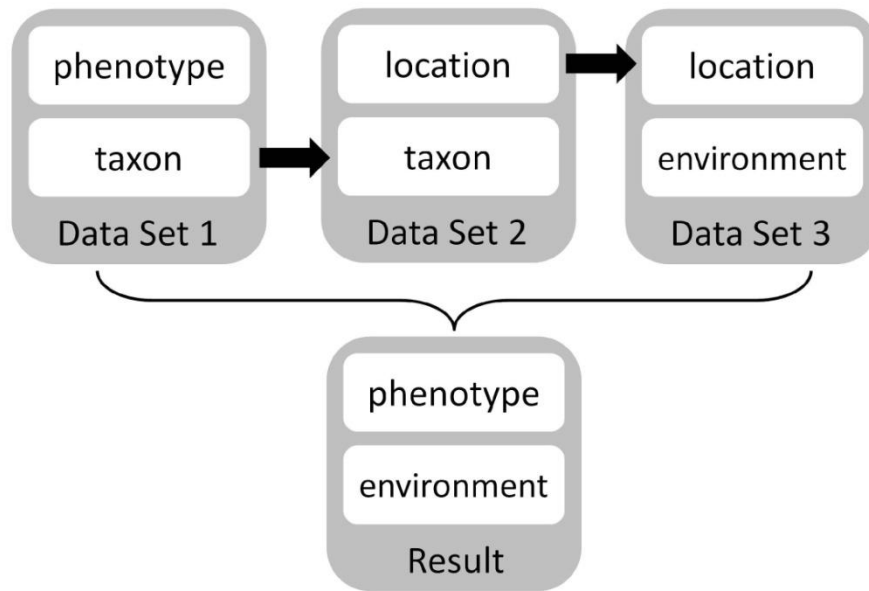 phenotype
taxon
Data Set 1
location
taxon
Data Set 2
location
environment
Data Set 3
phenotype
environment
Result